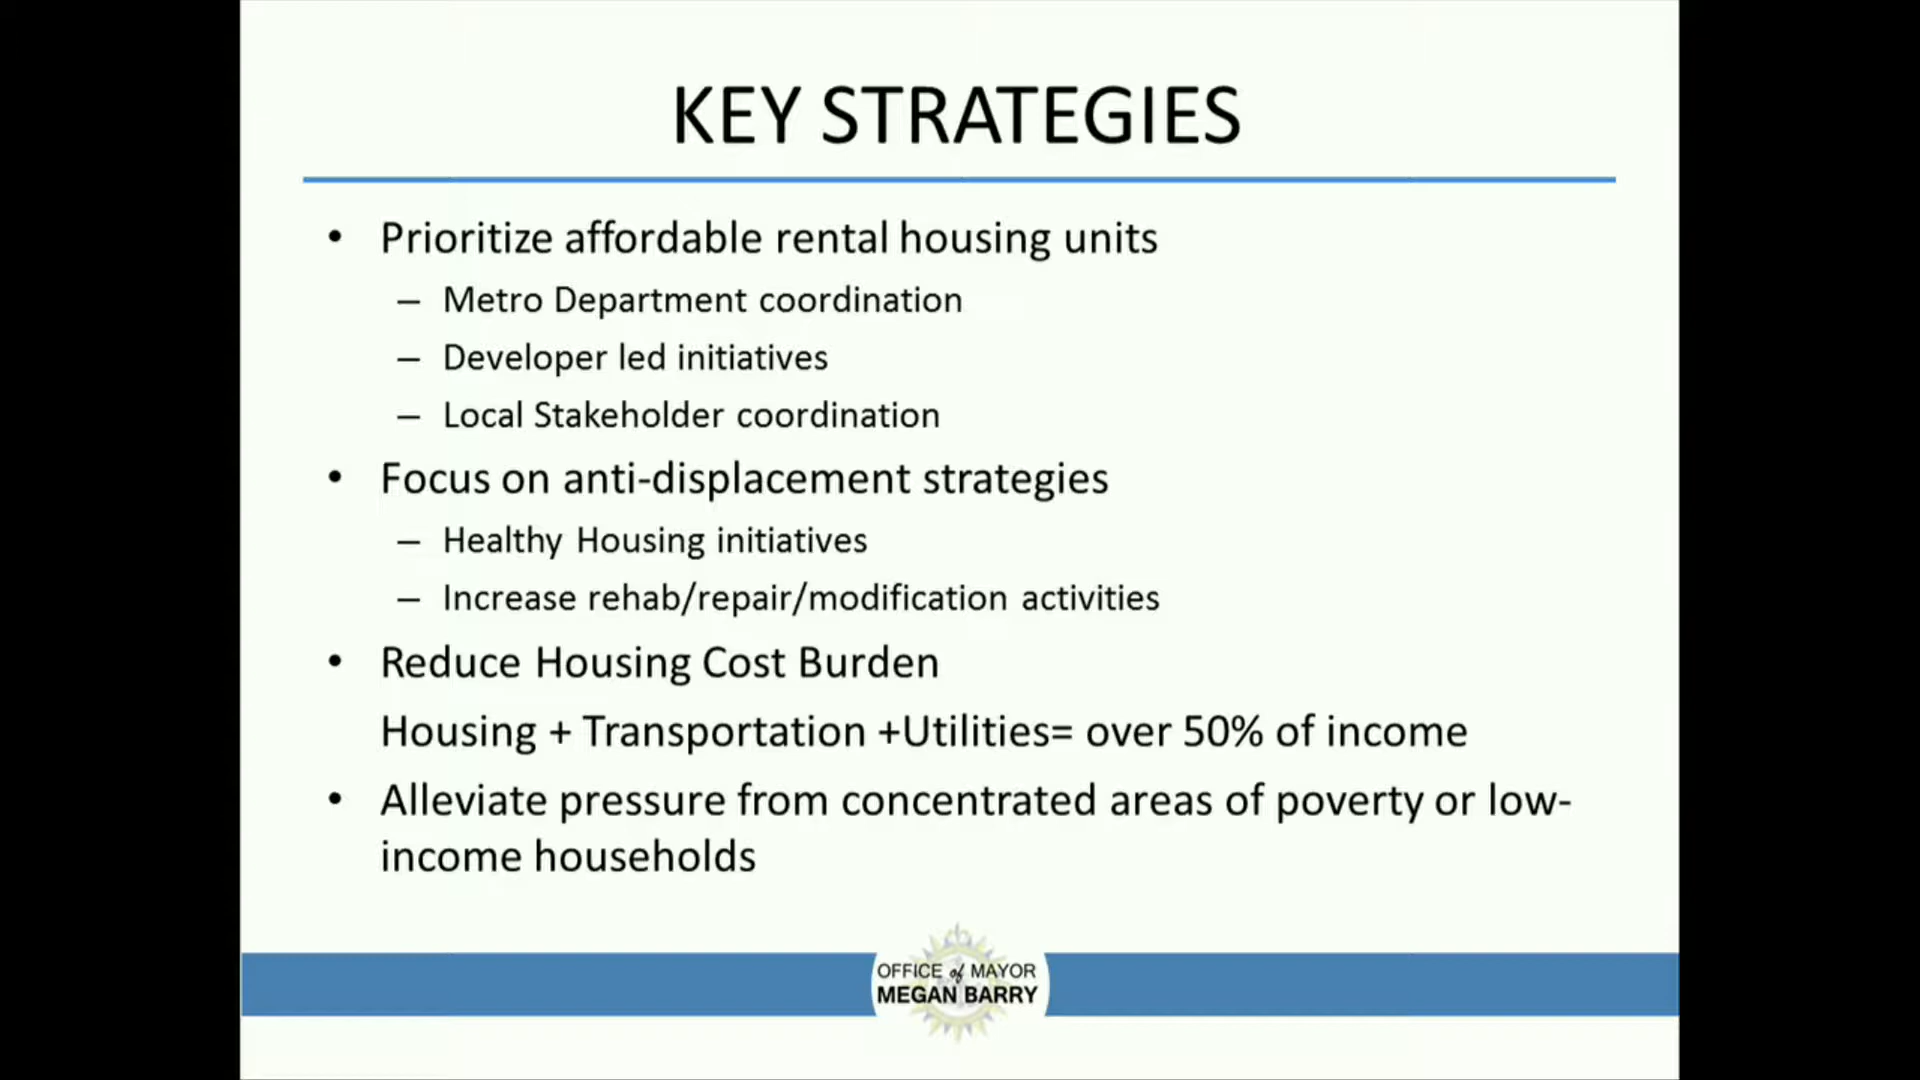 KEY STRATEGIES
• Prioritize affordable rental housing units
– Metro Department coordination
– Developer led initiatives
– Local Stakeholder coordination
• Focus on anti-displacement strategies
– Healthy Housing initiatives
– Increase rehab/repair/modification activities
• Reduce Housing Cost Burden
Housing + Transportation +Utilities= over 50% of income
• Alleviate pressure from concentrated areas of poverty or low-
income households
OFFICE of MAYOR
MEGAN BARRY